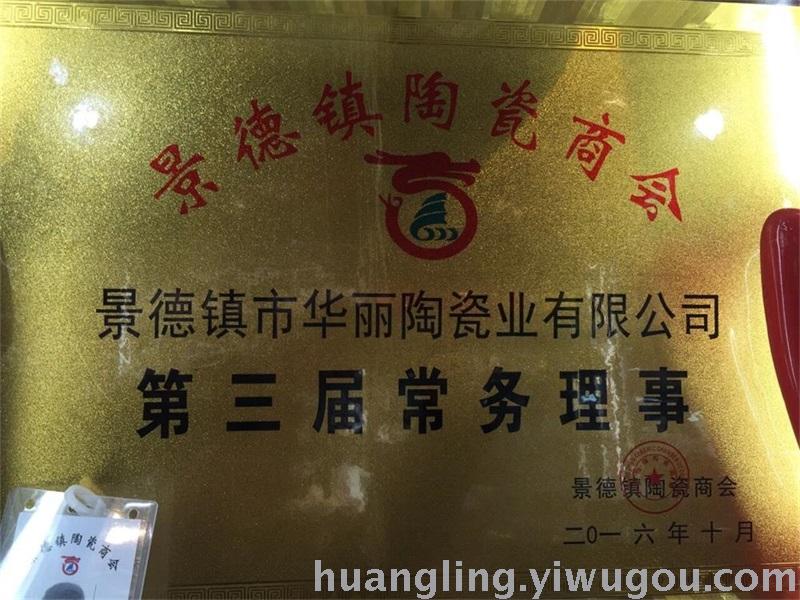 景德镇陶瓷商会
景德镇市华丽陶瓷业有限公司
第三届常务理事
景德镇陶瓷商会
二〇一六年十月
景德镇陶瓷商会
huangling.yiwugou.com